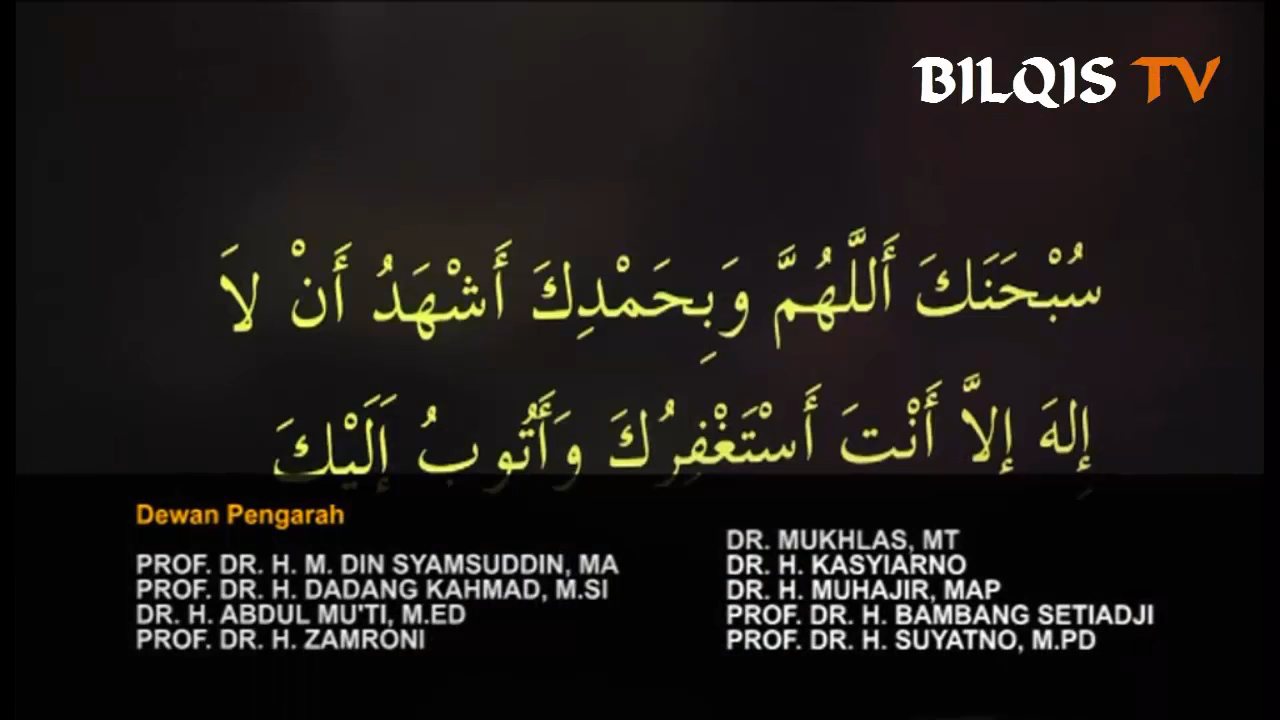 BILQIS TV
سُبْحَنَكَ أَللَّهُمَّ وَبِحَمْدِكَ أَشْهَدُ أَنْ لاَ
إِلهَ إِلاَّ أَنْتَ أَسْتَغْفِرُكَ وَأَتُوبُ إَلَيْكَ
Dewan Pengarah
PROF. DR. H. M. DIN SYAMSUDDIN, MA
PROF. DR. H. DADANG KAHMAD, M.SI
DR. H. ABDUL MU'TI, M.ED
PROF. DR. H. ZAMRONI
DR. MUKHLAS, MT
DR. H. KASYIARNO
DR. H. MUHAJIR, MAP
PROF. DR. H. BAMBANG SETIADJI
PROF. DR. H. SUYATNO, M.PD